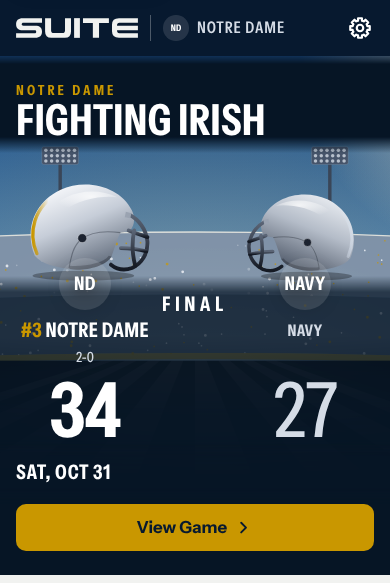 SUITE ND NOTRE DAME
NOTRE DAME
FIGHTING IRISH
ND NAVY
FINAL
#3 NOTRE DAME NAVY
2-0
34 27
SAT, OCT 31
View Game